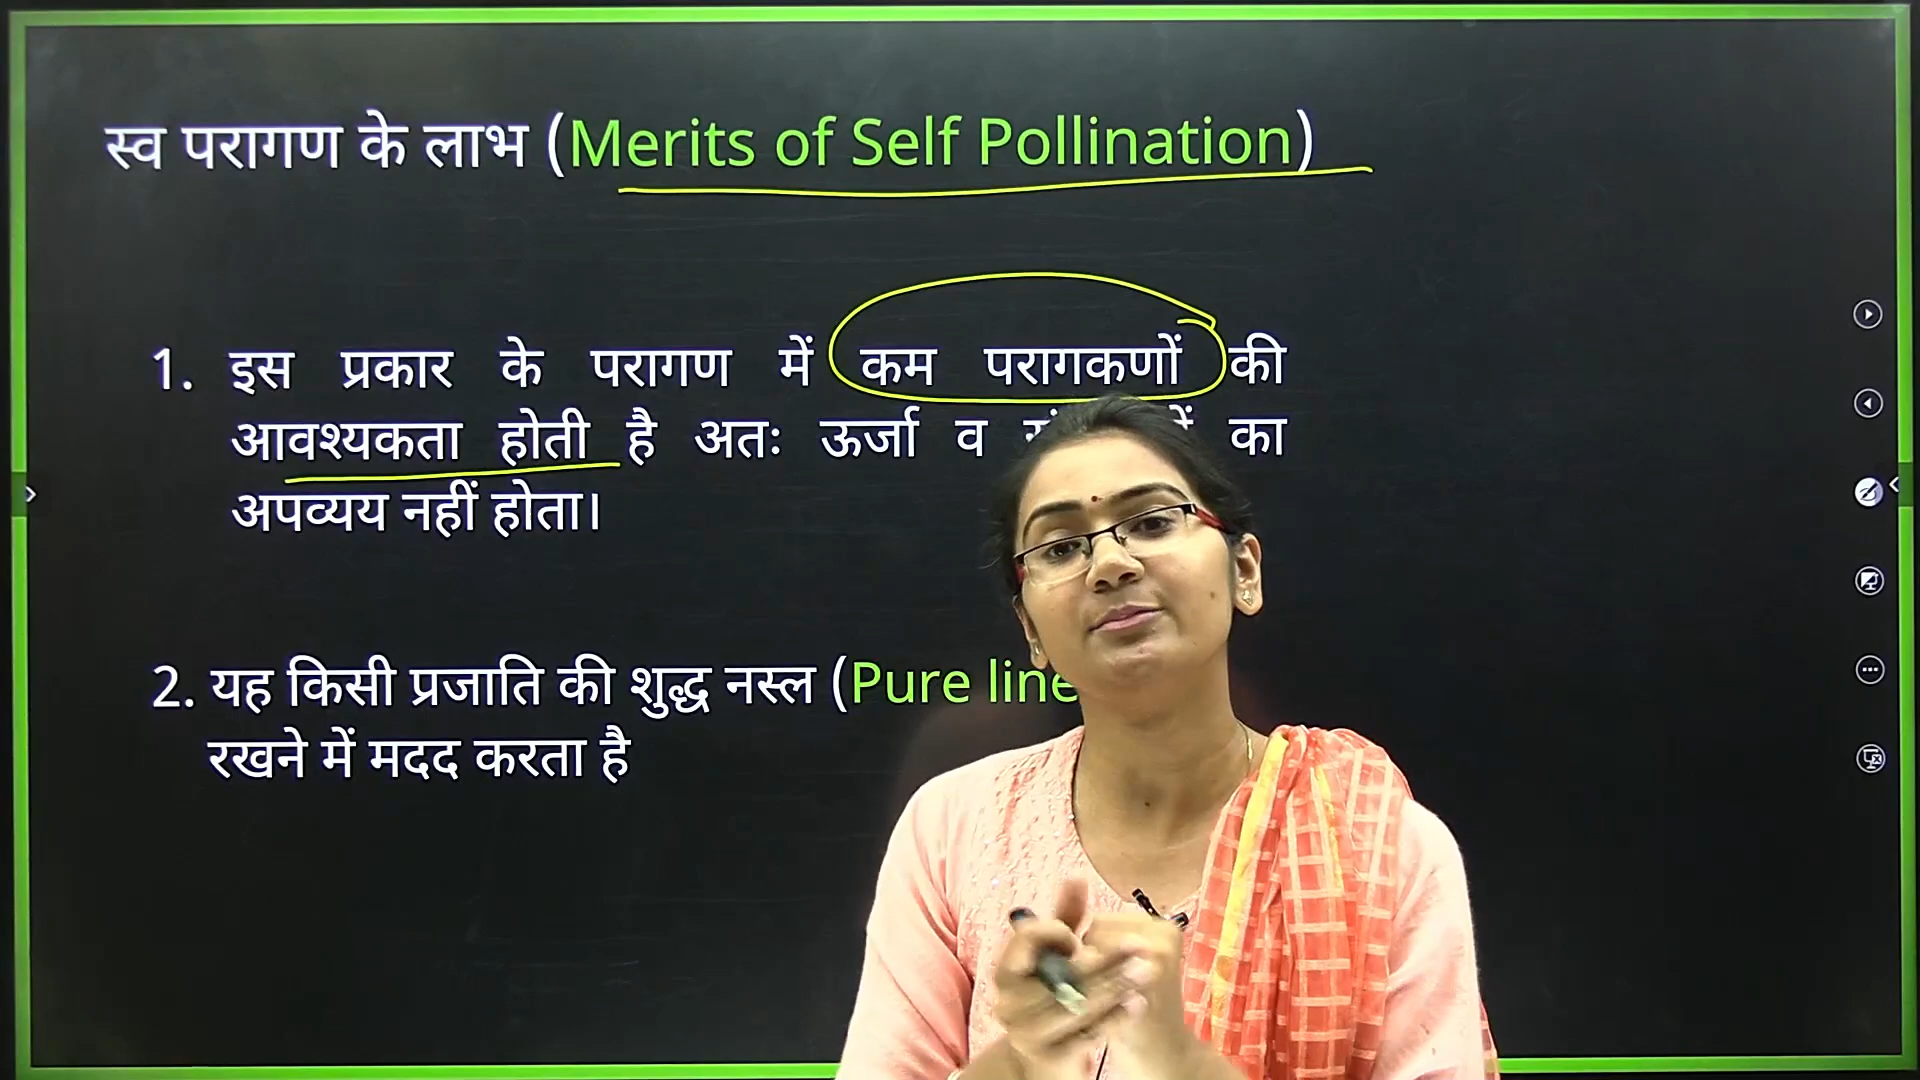 स्व परागण के लाभ (Merits of Self Pollination)
1. इस प्रकार के परागण में कम परागकणों की
आवश्यकता होती है अतः ऊर्जा व का
अपव्यय नहीं होता।
2. यह किसी प्रजाति की शुद्ध नस्ल (Pure line
रखने में मदद करता है